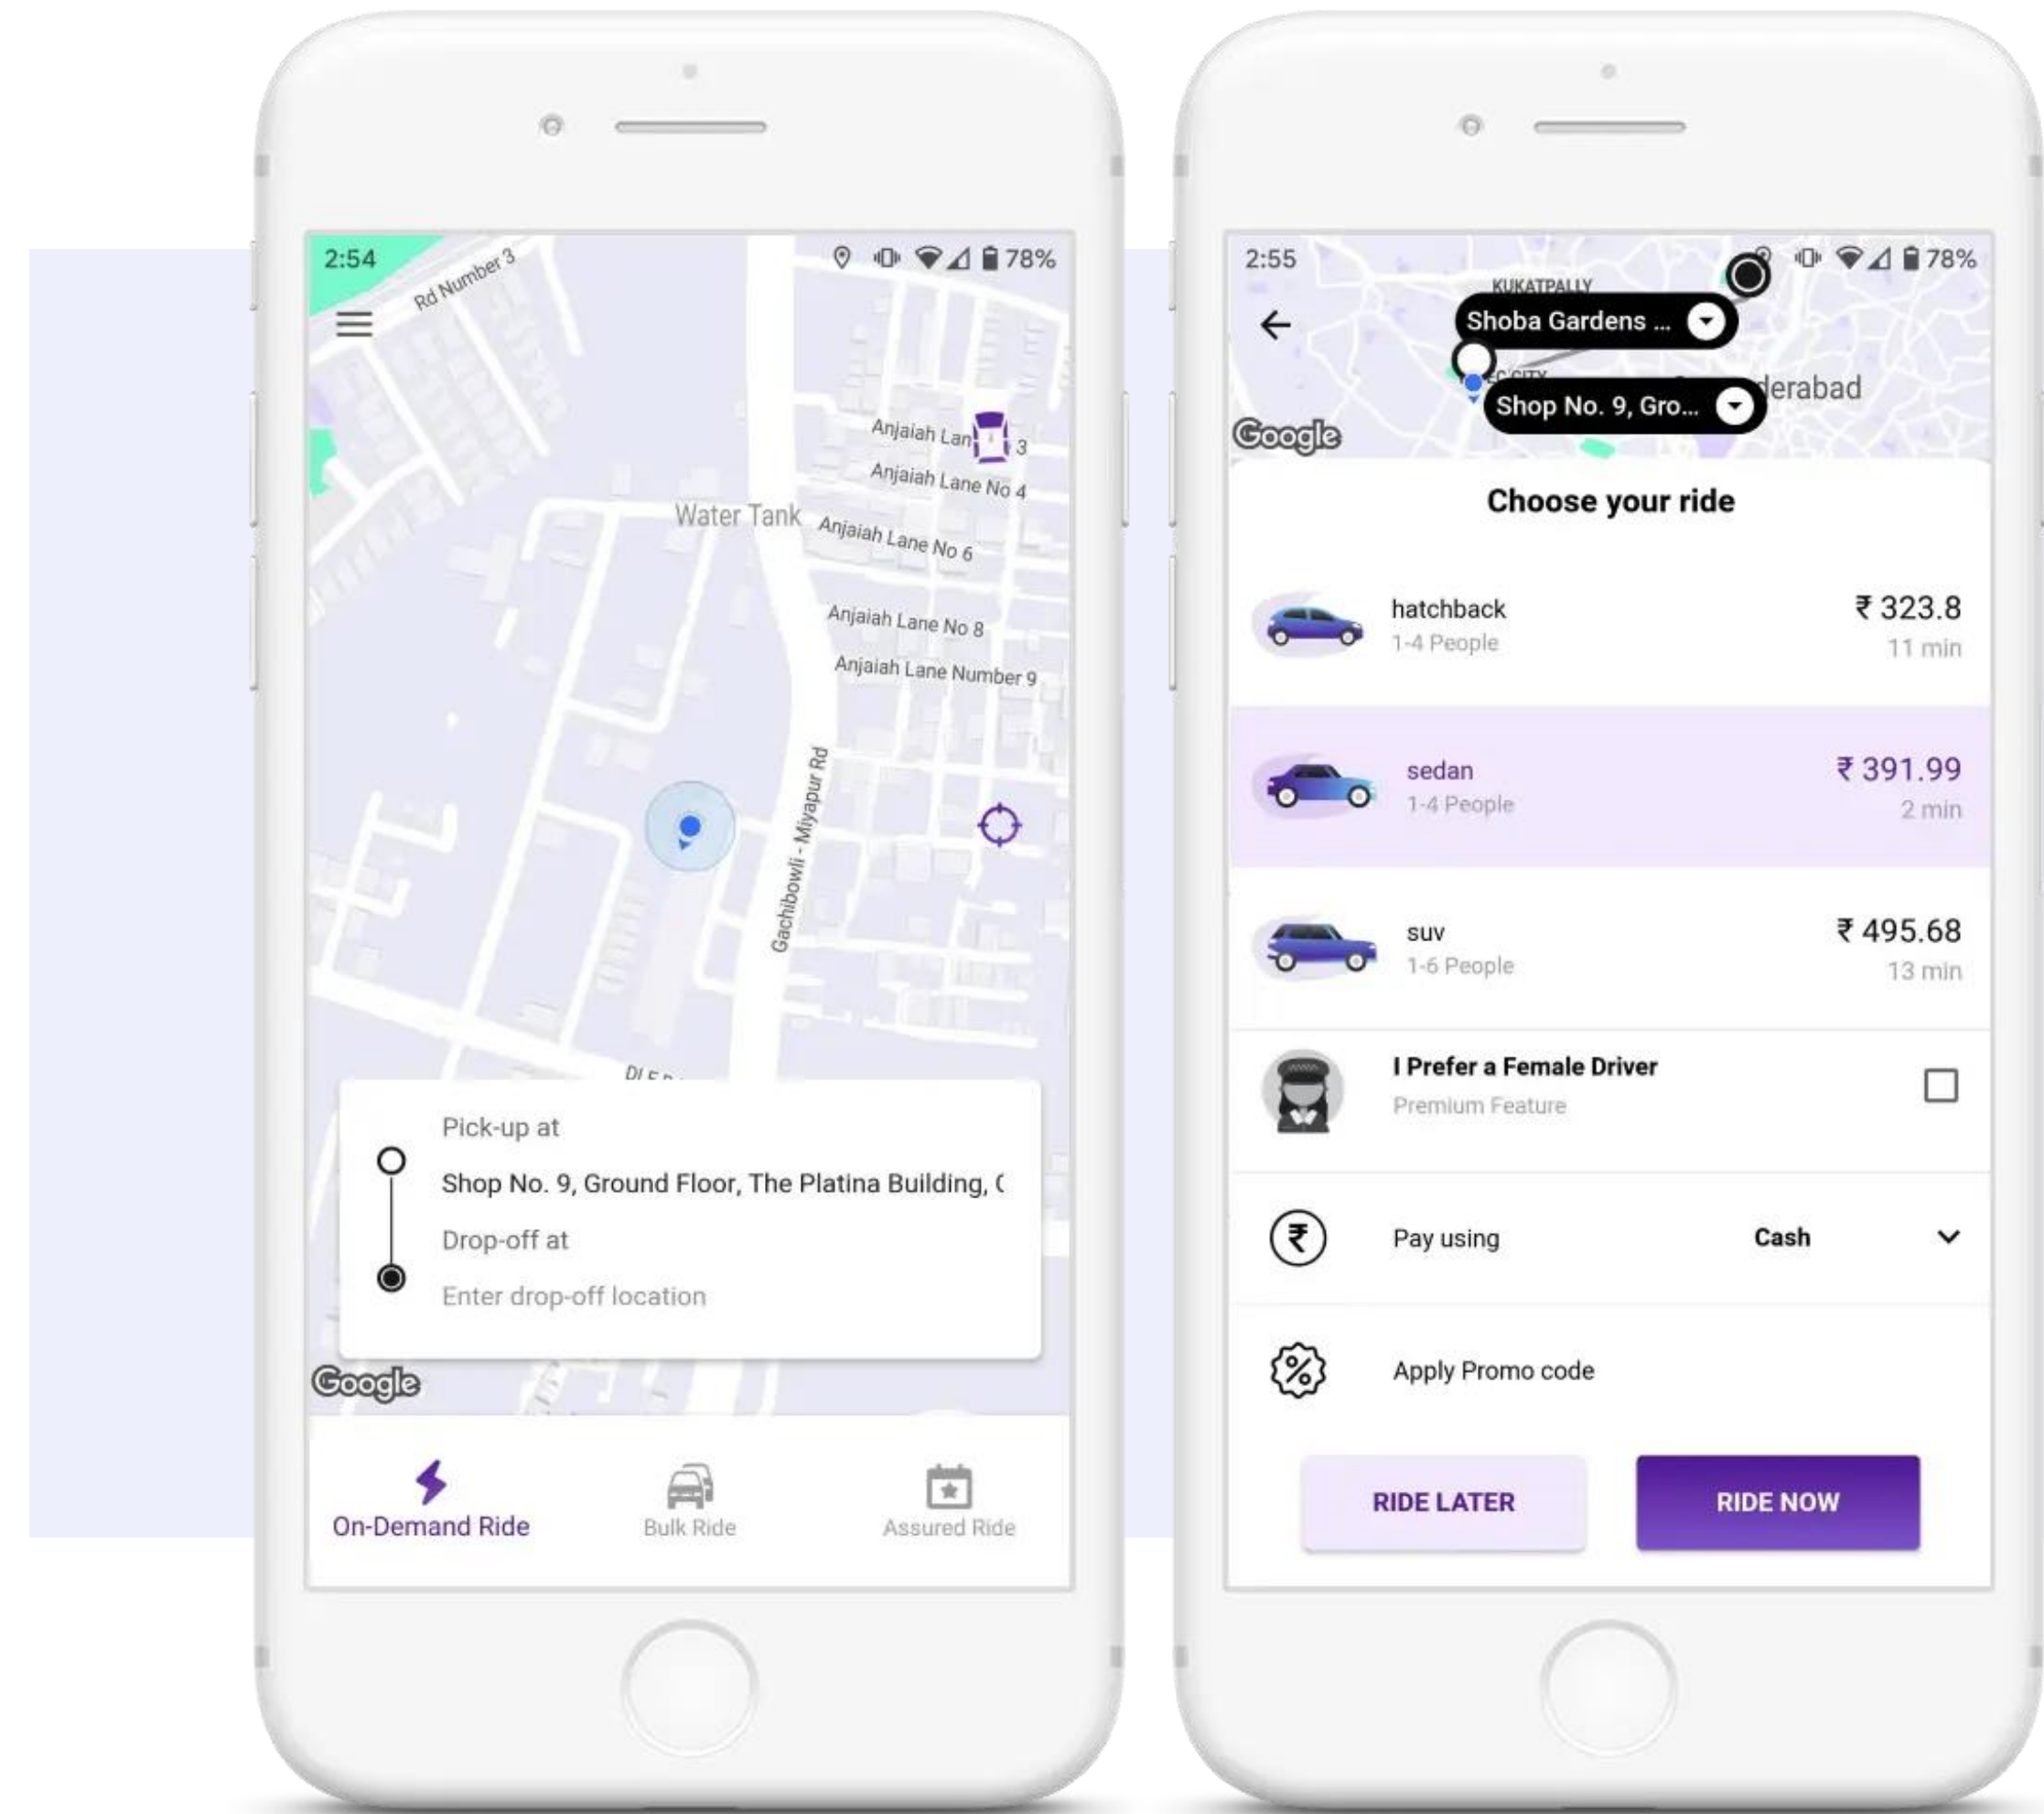 2:54
78%
Rd Number 3
Anjaiah Lan 3
Anjaiah Lane No 4
Water Tank
Anjaiah Lane No 6
Anjaiah Lane No 8
Anjaiah Lane Number 9
Gachibowli - Miyapur Rd
Pick-up at
Shop No. 9, Ground Floor, The Platina Building,
Drop-off at
Enter drop-off location
Google
On-Demand Ride
Bulk Ride
Assured Ride
2:55
78%
KUKATPALLY
Shoba Gardens ...
EC CITY
derabad
Shop No. 9, Gro...
Google
Choose your ride
hatchback
₹ 323.8
1-4 People
11 min
sedan
₹ 391.99
1-4 People
2 min
suv
₹ 495.68
1-6 People
13 min
I Prefer a Female Driver
Premium Feature
Pay using
Cash
Apply Promo code
RIDE LATER
RIDE NOW